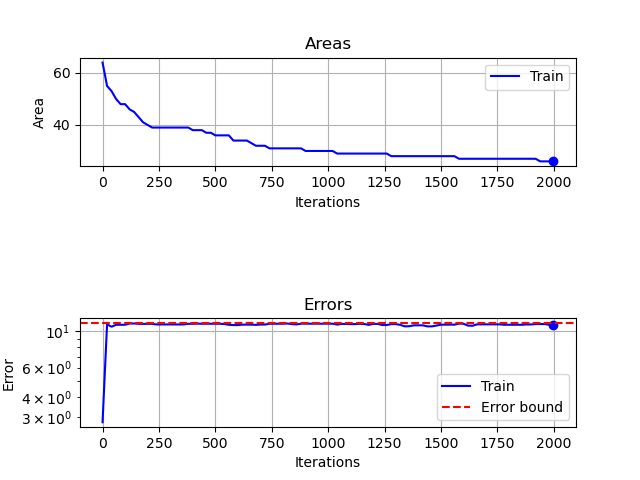 Areas
60
40
Area
Train
0 250 500 750 1000 1250 1500 1750 2000
Iterations
Errors
10¹
6 × 10⁰
4 × 10⁰
3 × 10⁰
Error
Train
Error bound
0 250 500 750 1000 1250 1500 1750 2000
Iterations